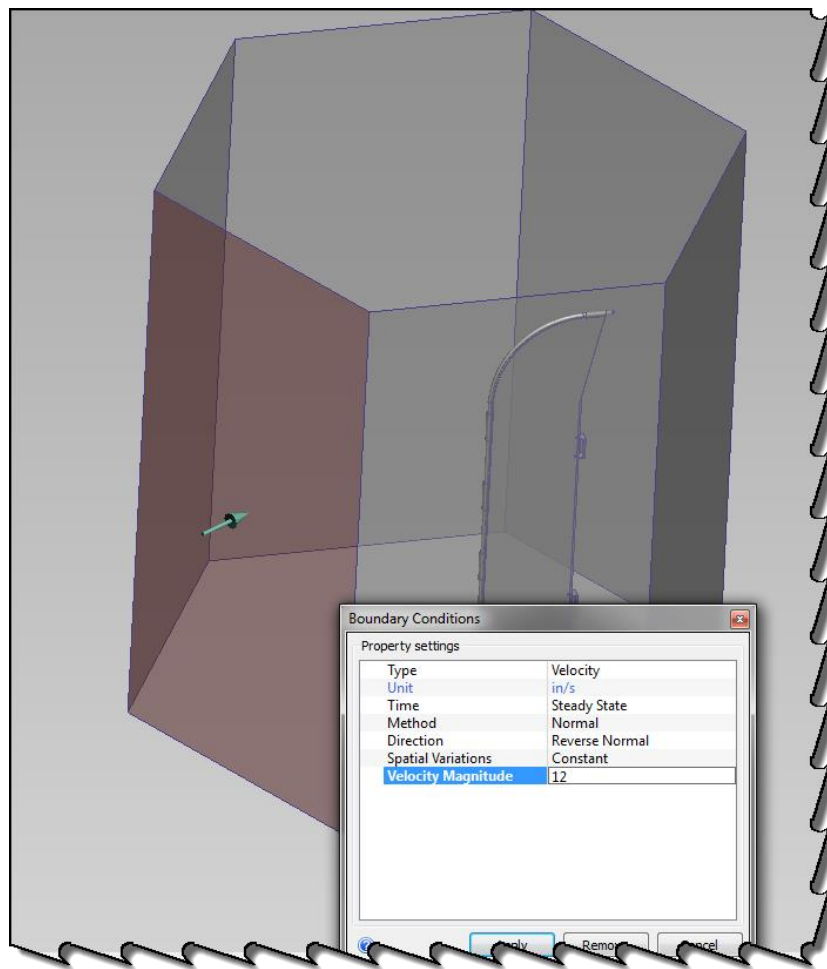 Boundary Conditions
Property settings
Type Velocity
Unit in/s
Time Steady State
Method Normal
Direction Reverse Normal
Spatial Variations Constant
Velocity Magnitude 12